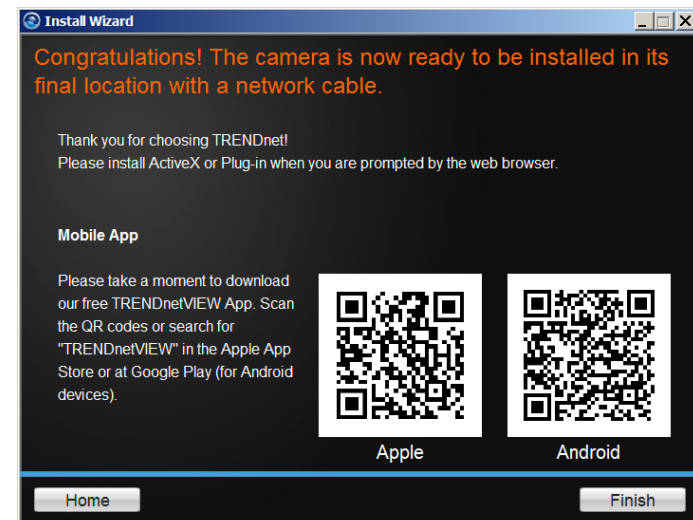 Install Wizard
Congratulations! The camera is now ready to be installed in its
final location with a network cable.
Thank you for choosing TRENDnet!
Please install ActiveX or Plug-in when you are prompted by the web browser.
Mobile App
Please take a moment to download
our free TRENDnetVIEW App. Scan
the QR codes or search for
"TRENDnetVIEW" in the Apple App
Store or at Google Play (for Android
devices).
Apple
Android
Home
Finish